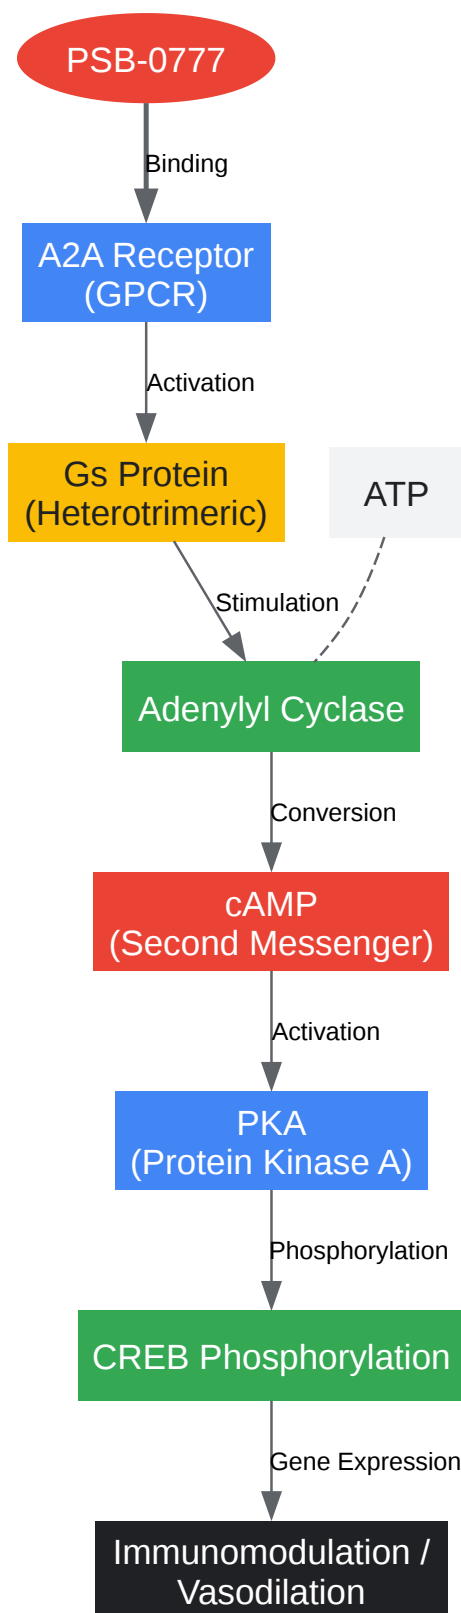 PSB-0777
Binding
A2A Receptor
(GPCR)
Activation
Gs Protein
(Heterotrimeric)
ATP
Stimulation
Adenylyl Cyclase
Conversion
cAMP
(Second Messenger)
Activation
PKA
(Protein Kinase A)
Phosphorylation
CREB Phosphorylation
Gene Expression
Immunomodulation /
Vasodilation